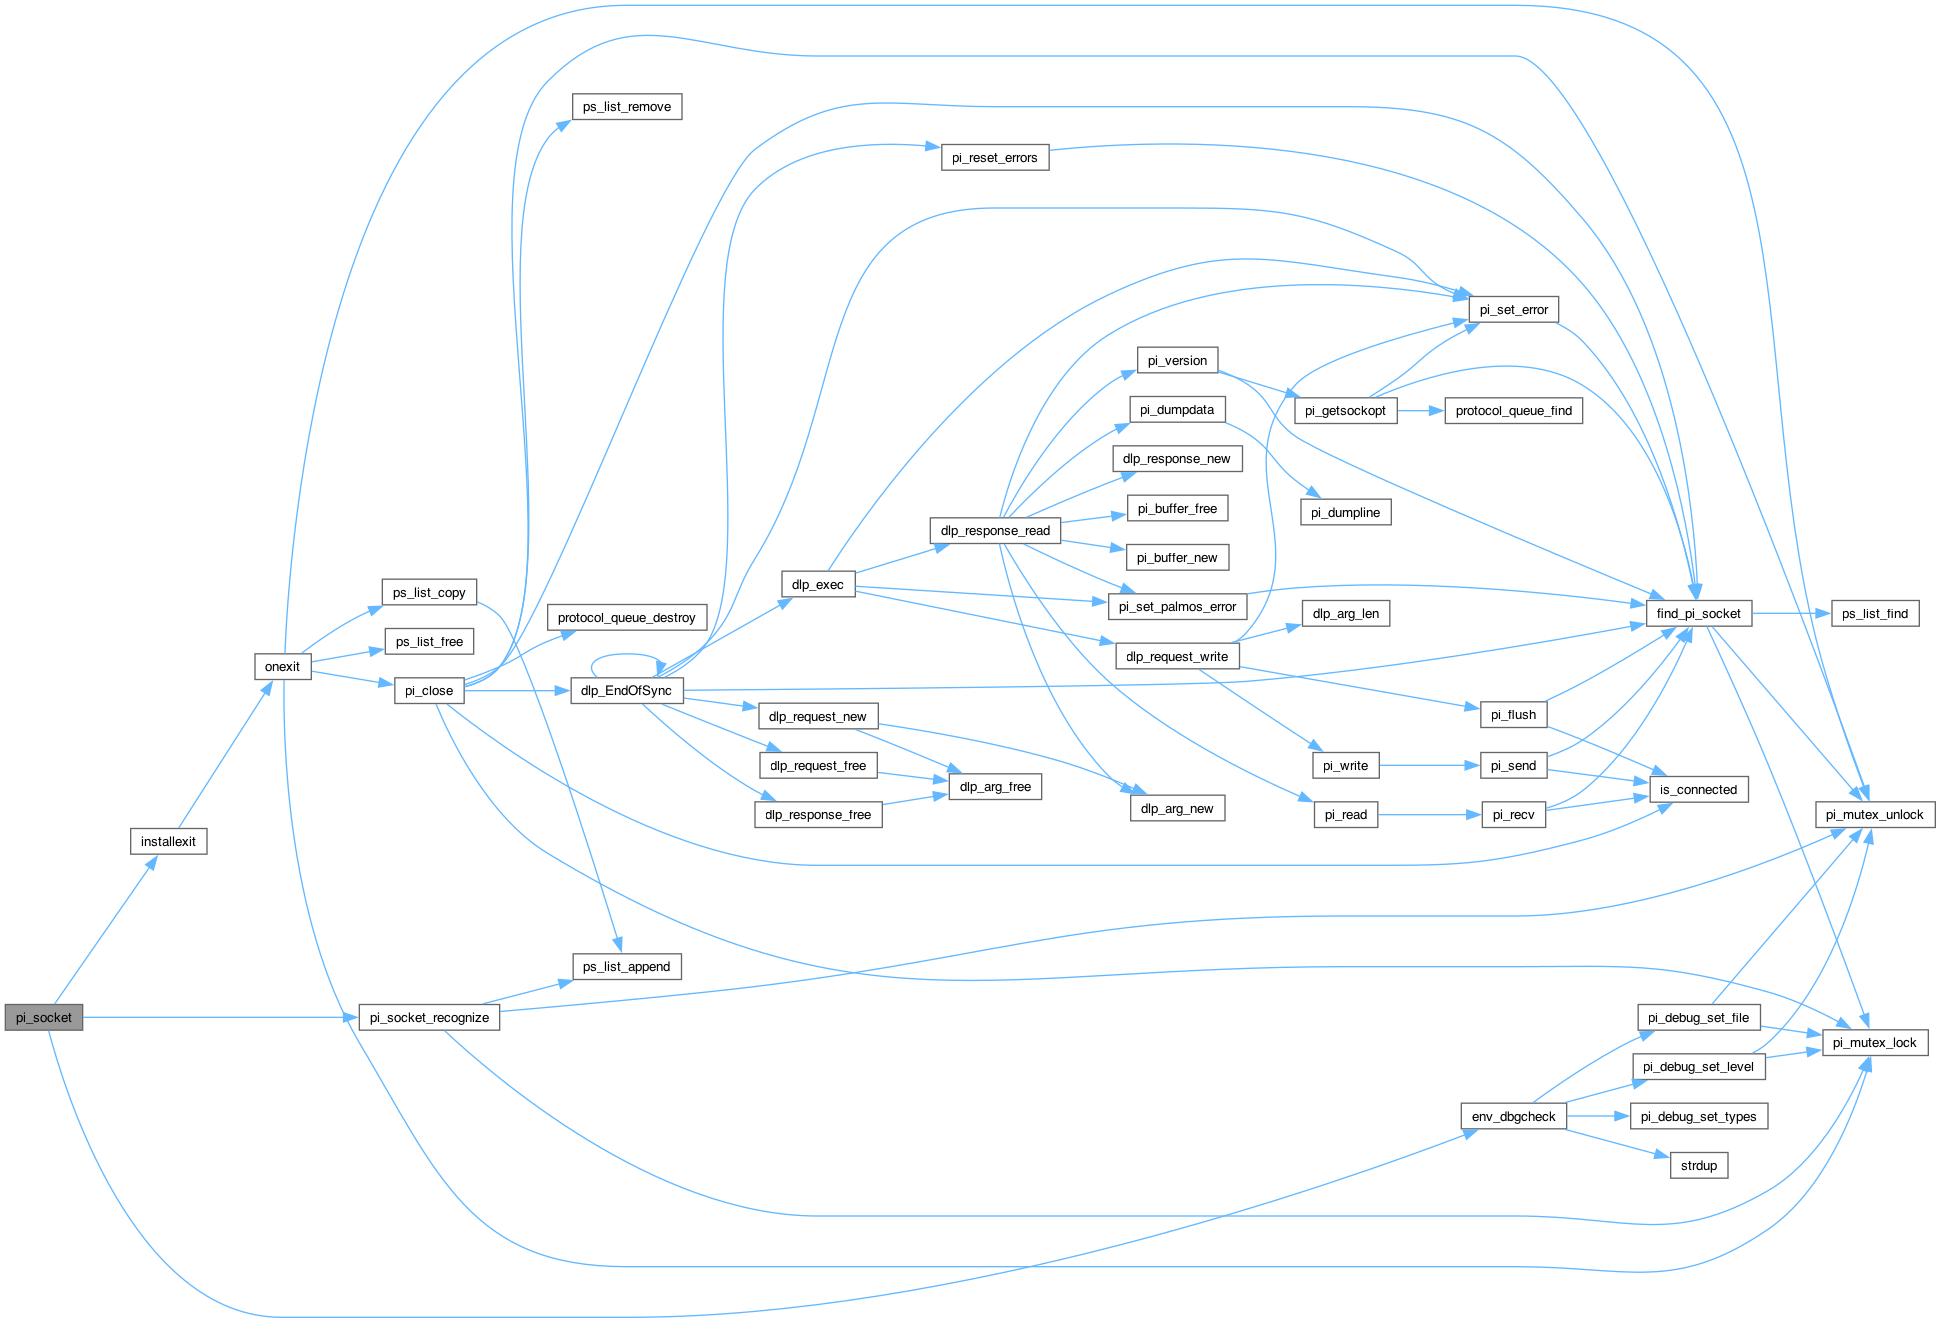 ps_list_remove
pi_reset_errors
pi_set_error
pi_version
pi_dumpdata
pi_getsockopt
protocol_queue_find
dlp_response_new
pi_buffer_free
pi_dumpline
dlp_response_read
pi_buffer_new
dlp_exec
ps_list_copy
pi_set_palmos_error
dlp_arg_len
find_pi_socket
ps_list_find
protocol_queue_destroy
ps_list_free
dlp_request_write
onexit
pi_close
dlp_EndOfSync
dlp_request_new
pi_flush
dlp_request_free
pi_write
pi_send
dlp_arg_free
is_connected
dlp_response_free
dlp_arg_new
pi_read
pi_recv
pi_mutex_unlock
installexit
ps_list_append
pi_socket
pi_socket_recognize
pi_debug_set_file
pi_mutex_lock
pi_debug_set_level
env_dbgcheck
pi_debug_set_types
strdup